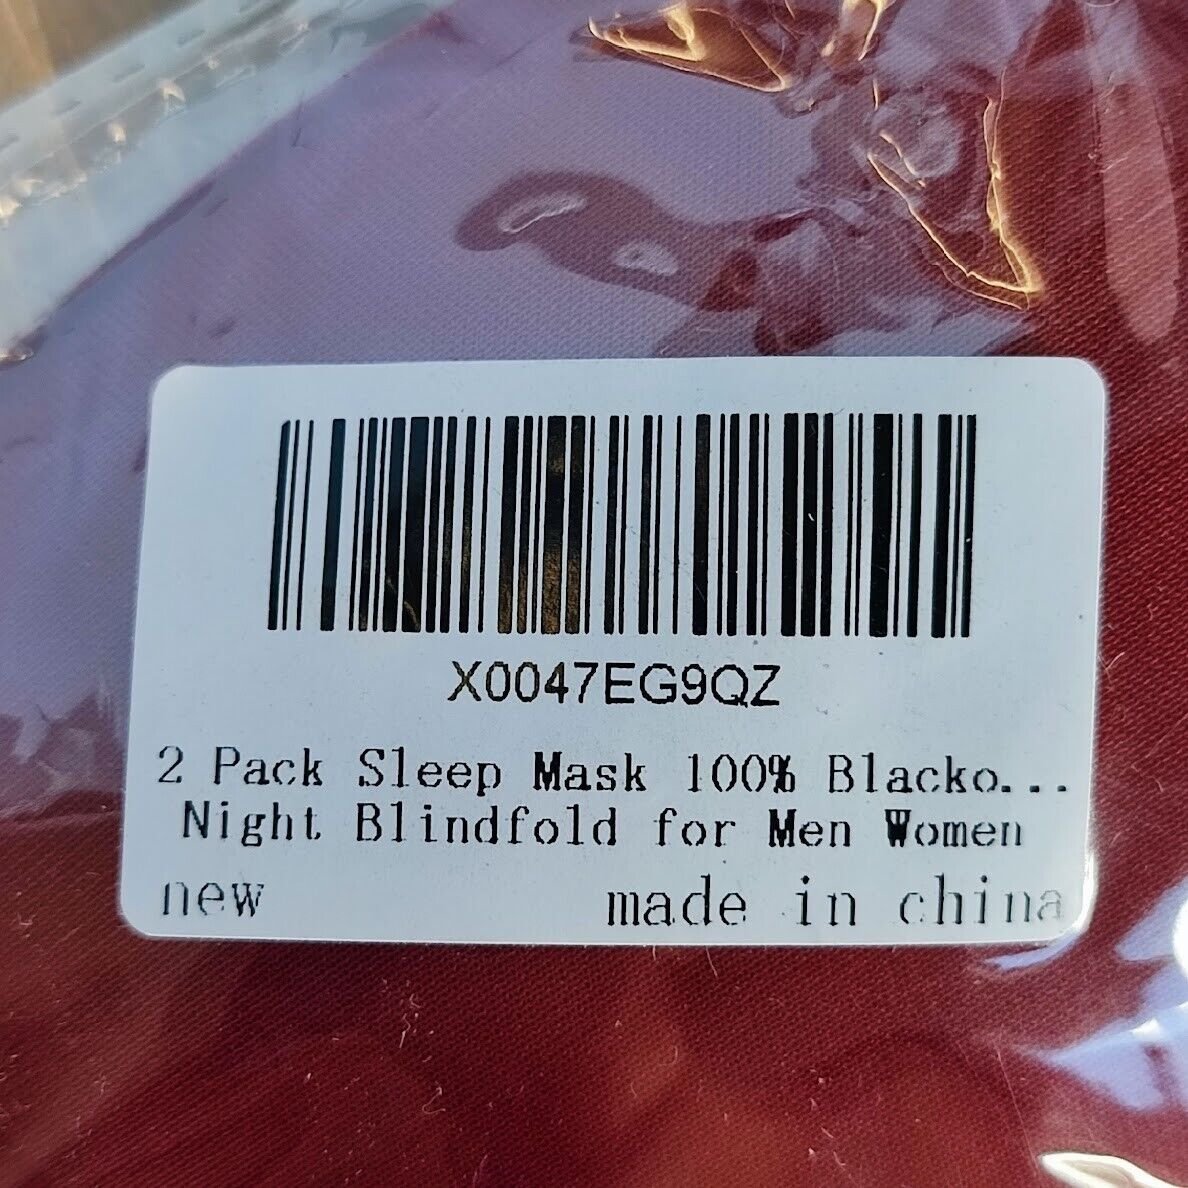 X0047EG9QZ
2 Pack Sleep Mask 100% Blacko...
Night Blindfold for Men Women
new made in china